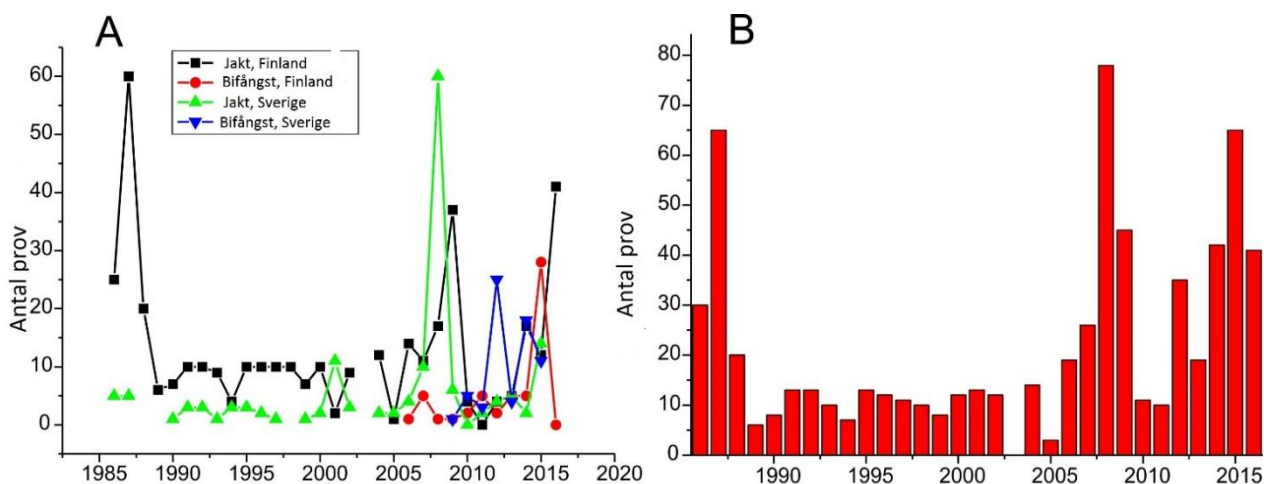 A
Jakt, Finland
Bifångst, Finland
Jakt, Sverige
Bifångst, Sverige
Antal prov
60
50
40
30
20
10
0
1985 1990 1995 2000 2005 2010 2015 2020
B
Antal prov
80
70
60
50
40
30
20
10
0
1990 1995 2000 2005 2010 2015